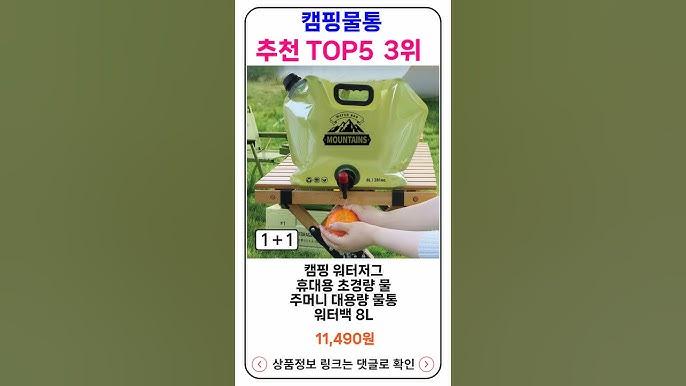 캠핑물통
추천 TOP5 3위
WATER BAG
MOUNTAINS
1+1
캠핑 워터저그
휴대용 초경량 물
주머니 대용량 물통
워터백 8L
11,490원
상품정보 링크는 댓글로 확인